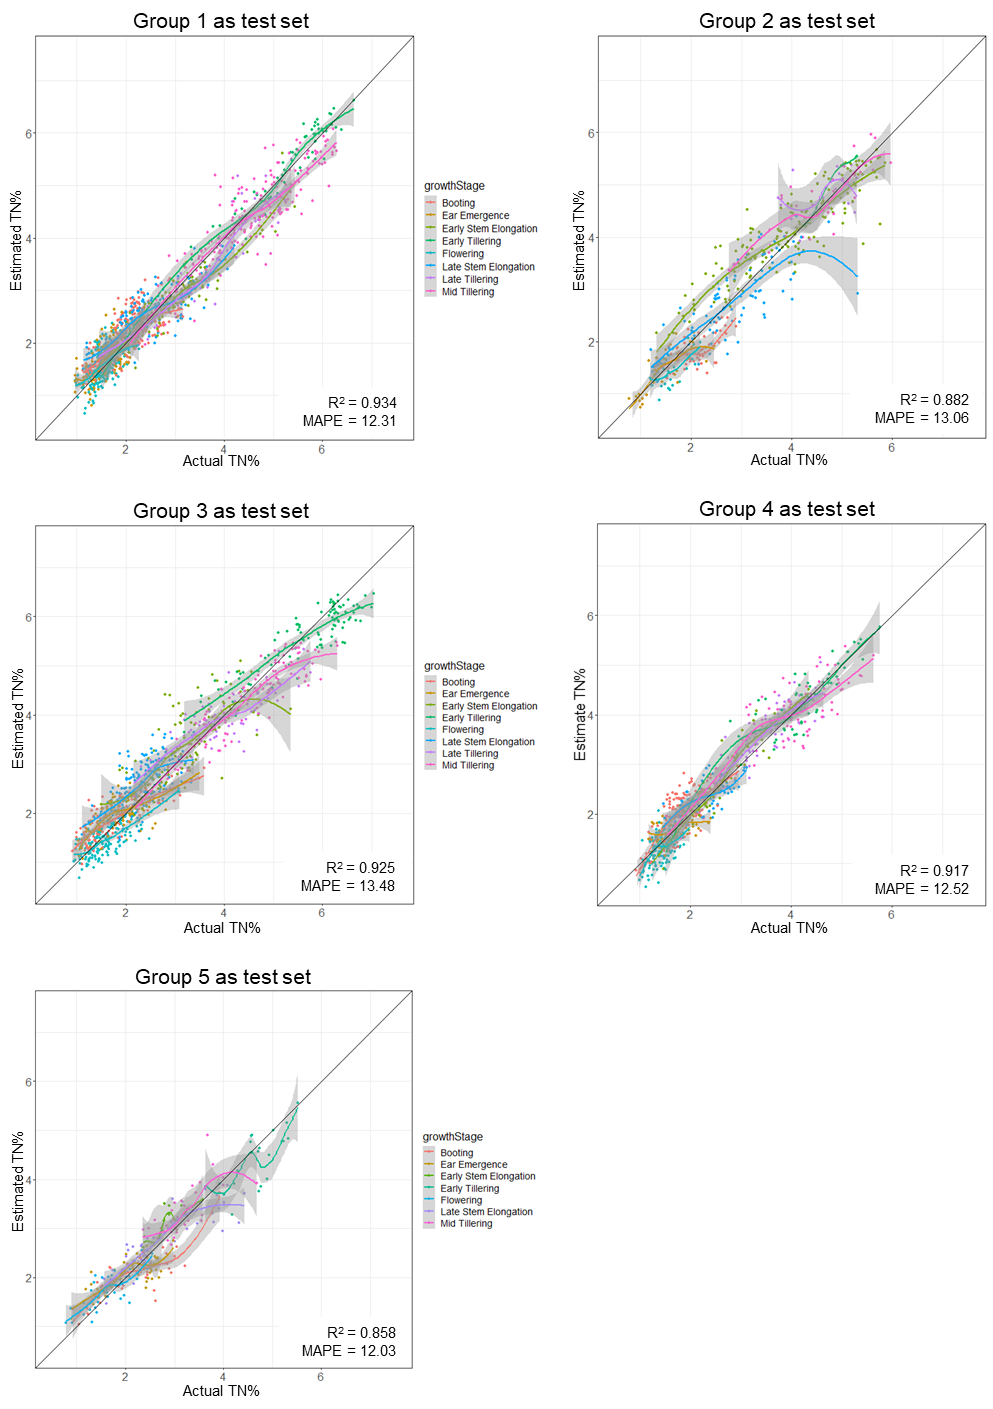 Group 1 as test set
Estimated TN%
6
4
2
R² = 0.934
MAPE = 12.31
2
4
6
Actual TN%
growthStage
Booting
Ear Emergence
Early Stem Elongation
Early Tillering
Flowering
Late Stem Elongation
Late Tillering
Mid Tillering
Group 2 as test set
Estimated TN%
6
4
2
R² = 0.882
MAPE = 13.06
2
4
6
Actual TN%
Group 3 as test set
Estimated TN%
6
4
2
R² = 0.925
MAPE = 13.48
2
4
6
Actual TN%
growthStage
Booting
Ear Emergence
Early Stem Elongation
Early Tillering
Flowering
Late Stem Elongation
Late Tillering
Mid Tillering
Group 4 as test set
Estimate TN%
6
4
2
R² = 0.917
MAPE = 12.52
2
4
6
Actual TN%
Group 5 as test set
Estimated TN%
6
4
2
R² = 0.858
MAPE = 12.03
2
4
6
Actual TN%
growthStage
Booting
Ear Emergence
Early Stem Elongation
Early Tillering
Flowering
Late Stem Elongation
Mid Tillering